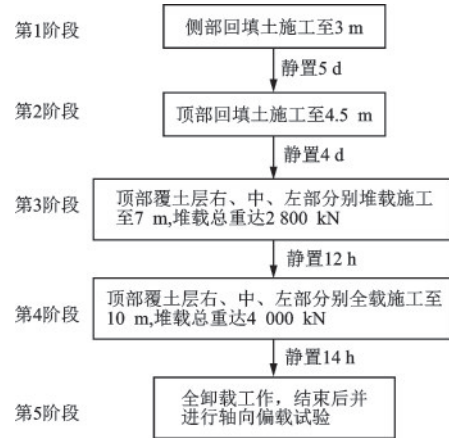 第1阶段
侧部回填土施工至3 m
静置5 d
第2阶段
顶部回填土施工至4.5 m
静置4 d
第3阶段
顶部覆土层右、中、左部分别堆载施工
至7 m,堆载总重达2 800 kN
静置12 h
第4阶段
顶部覆土层右、中、左部分别全载施工至
10 m,堆载总重达4 000 kN
静置14 h
第5阶段
全卸载工作，结束后并
进行轴向偏载试验